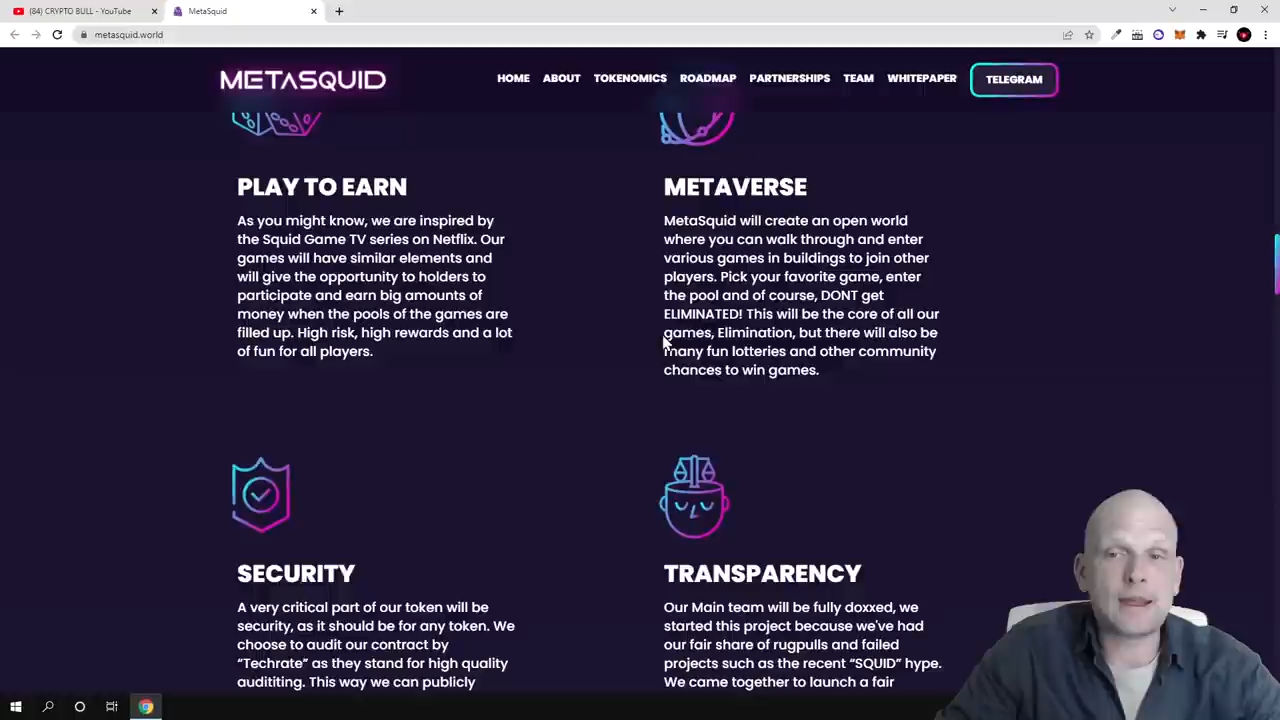 (84) CRYPTO BULL - YouTube
MetaSquid
metasquid.world
METASQUID
HOME
ABOUT
TOKENOMICS
ROADMAP
PARTNERSHIPS
TEAM
WHITEPAPER
TELEGRAM
PLAY TO EARN
As you might know, we are inspired by
the Squid Game TV series on Netflix. Our
games will have similar elements and
will give the opportunity to holders to
participate and earn big amounts of
money when the pools of the games are
filled up. High risk, high rewards and a lot
of fun for all players.
METAVERSE
MetaSquid will create an open world
where you can walk through and enter
various games in buildings to join other
players. Pick your favorite game, enter
the pool and of course, DONT get
ELIMINATED! This will be the core of all our
games, Elimination, but there will also be
many fun lotteries and other community
chances to win games.
SECURITY
A very critical part of our token will be
security, as it should be for any token. We
choose to audit our contract by
“Techrate” as they stand for high quality
audititing. This way we can publicly
TRANSPARENCY
Our Main team will be fully doxxed, we
started this project because we've had
our fair share of rugpulls and failed
projects such as the recent “SQUID” hype.
We came together to launch a fair